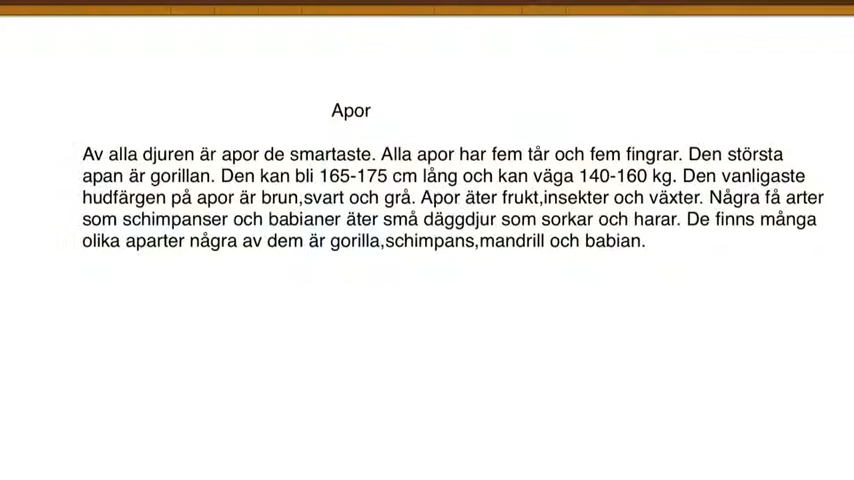 Apor
Av alla djuren är apor de smartaste. Alla apor har fem tår och fem fingrar. Den största
apan är gorillan. Den kan bli 165-175 cm lång och kan väga 140-160 kg. Den vanligaste
hudfärgen på apor är brun,svart och grå. Apor äter frukt,insekter och växter. Några få arter
som schimpanser och babianer äter små däggdjur som sorkar och harar. De finns många
olika aparter några av dem är gorilla,schimpans,mandrill och babian.